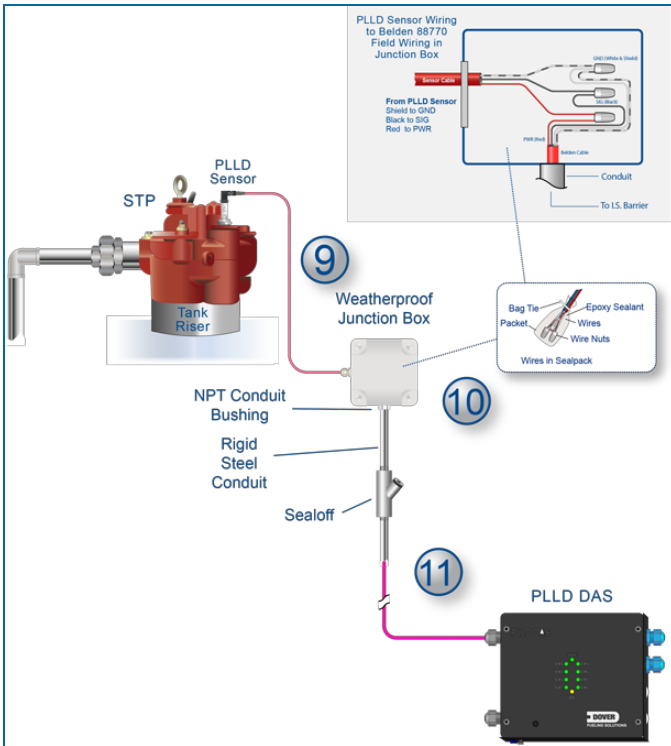 PLLD Sensor Wiring
to Belden 88770
Field Wiring in
Junction Box
GND (White & Shield)
Sensor Cable
SIG (Black)
From PLLD Sensor
Shield to GND
Black to SIG
Red to PWR
PWR (Red)
Belden Cable
Conduit
To I.S. Barrier
PLLD
Sensor
STP
9
Tank
Riser
Weatherproof
Junction Box
Bag Tie
Epoxy Sealant
Packet
Wires
Wire Nuts
Wires in Sealpack
10
NPT Conduit
Bushing
Rigid
Steel
Conduit
Sealoff
11
PLLD DAS
DOVER
FUELING SOLUTIONS